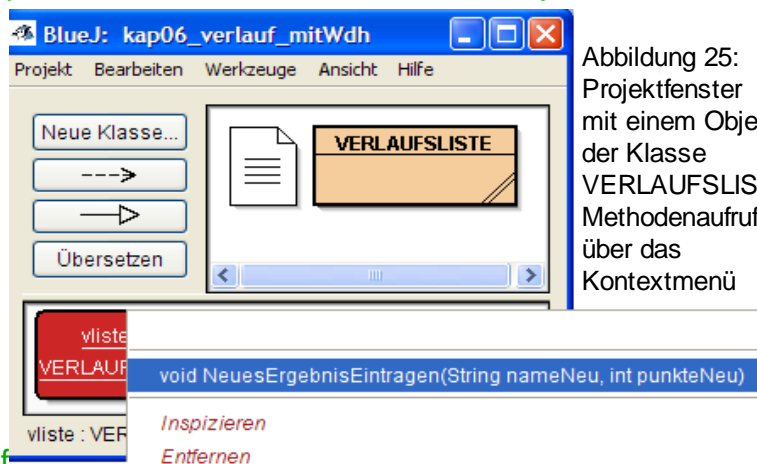 BlueJ: kap06_verlauf_mitWdh
Projekt Bearbeiten Werkzeuge Ansicht Hilfe
Neue Klasse...
--->
Übersetzen
VERLAUFSLISTE
Abbildung 25:
Projektfenster
mit einem Obje
der Klasse
VERLAUFSLIS
Methodenaufruf
über das
Kontextmenü
vliste
VERLAUF
vliste : VER
void NeuesErgebnisEintragen(String nameNeu, int punkteNeu)
Inspizieren
Entfernen
f